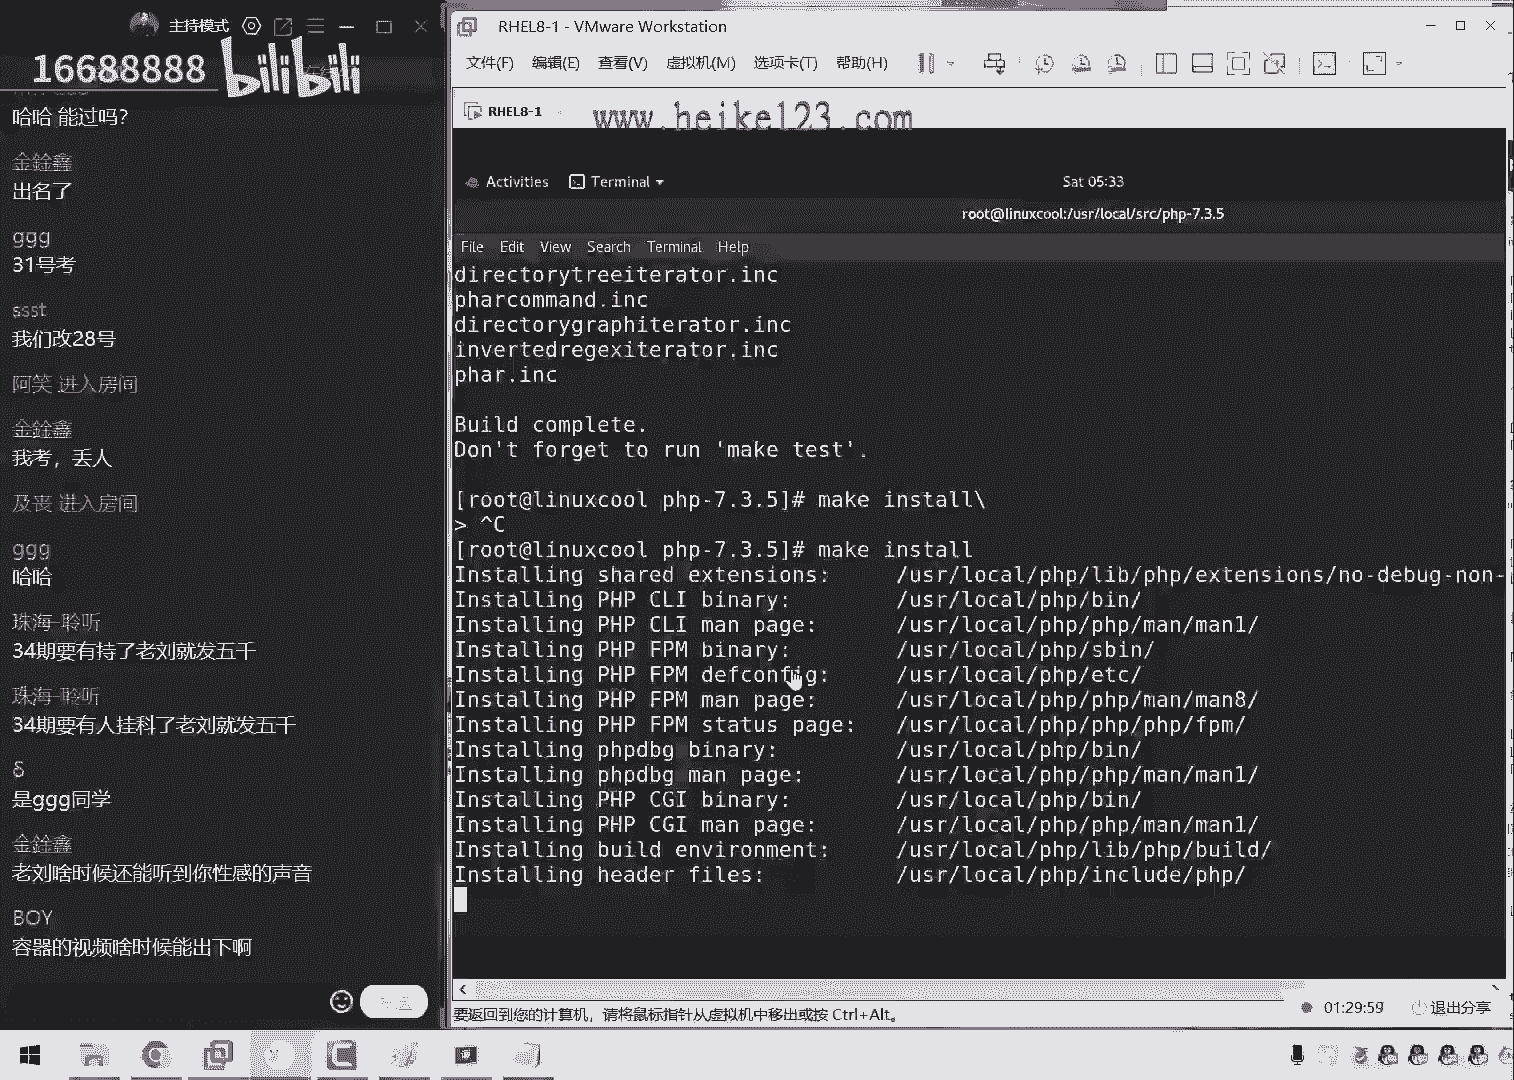 主持模式
16688888 bilibili
哈哈 能过吗?
金銓鑫
出名了
ggg
31号考
ssst
我们改28号
阿笑 进入房间
金銓鑫
我考，丢人
及丧 进入房间
ggg
哈哈
珠海-聆听
34期要有持了老刘就发五千
珠海-聆听
34期要有人挂科了老刘就发五千
δ
是ggg同学
金銓鑫
老刘啥时候还能听到你性感的声音
BOY
容器的视频啥时候能出下啊
RHEL8-1 - VMware Workstation
文件(F) 编辑(E) 查看(V) 虚拟机(M) 选项卡(T) 帮助(H)
RHEL8-1
www.heike123.com
Activities Terminal Sat 05:33
root@linuxcool:/usr/local/src/php-7.3.5
File Edit View Search Terminal Help
directorytreeiterator.inc
pharcommand.inc
directorygraphiterator.inc
invertedregexiterator.inc
phar.inc
Build complete.
Don't forget to run 'make test'.
[root@linuxcool php-7.3.5]# make install\
> ^C
[root@linuxcool php-7.3.5]# make install
Installing shared extensions: /usr/local/php/lib/php/extensions/no-debug-non-
Installing PHP CLI binary: /usr/local/php/bin/
Installing PHP CLI man page: /usr/local/php/php/man/man1/
Installing PHP FPM binary: /usr/local/php/sbin/
Installing PHP FPM defconfig: /usr/local/php/etc/
Installing PHP FPM man page: /usr/local/php/php/man/man8/
Installing PHP FPM status page: /usr/local/php/php/php/fpm/
Installing phpdbg binary: /usr/local/php/bin/
Installing phpdbg man page: /usr/local/php/php/man/man1/
Installing PHP CGI binary: /usr/local/php/bin/
Installing PHP CGI man page: /usr/local/php/php/man/man1/
Installing build environment: /usr/local/php/lib/php/build/
Installing header files: /usr/local/php/include/php/
要返回到您的计算机，请将鼠标指针从虚拟机中移出或按 Ctrl+Alt。
01:29:59 退出分享